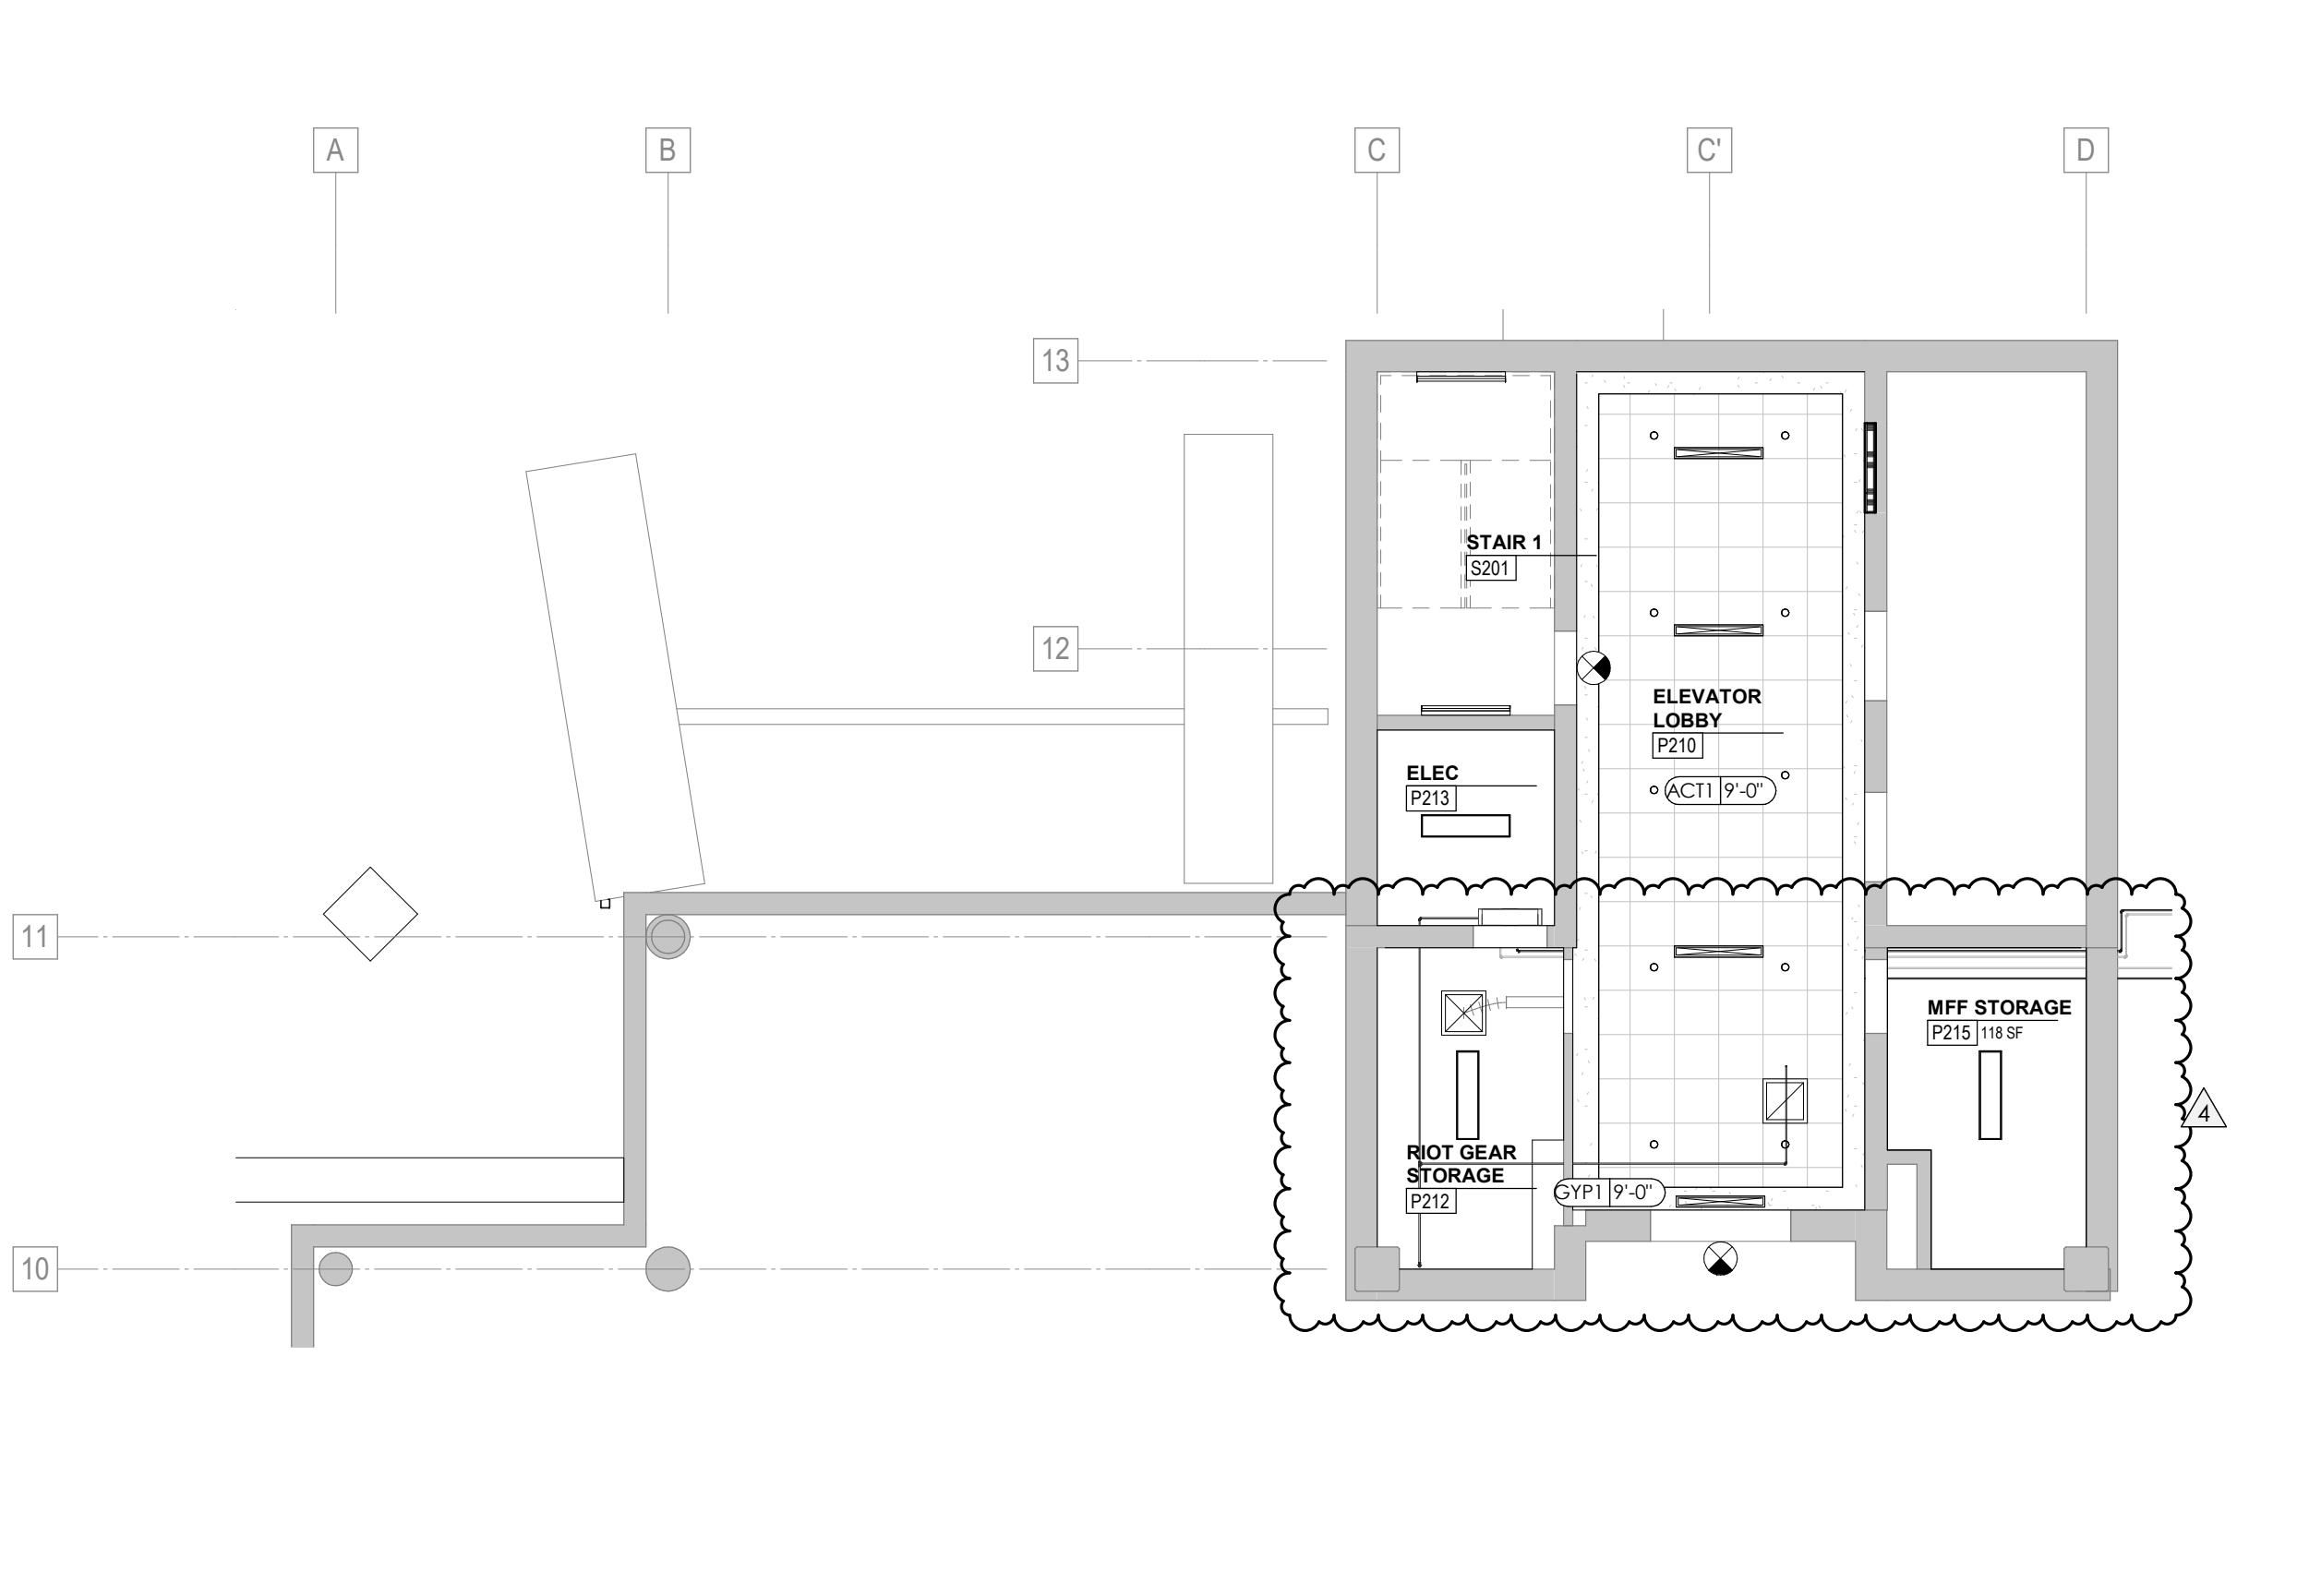 A
B
C
C'
D
13
STAIR 1
S201
12
ELEVATOR
LOBBY
P210
ELEC
P213
ACT1 9'-0"
11
MFF STORAGE
P215 118 SF
4
RIOT GEAR
STORAGE
P212
GYP1 9'-0"
10